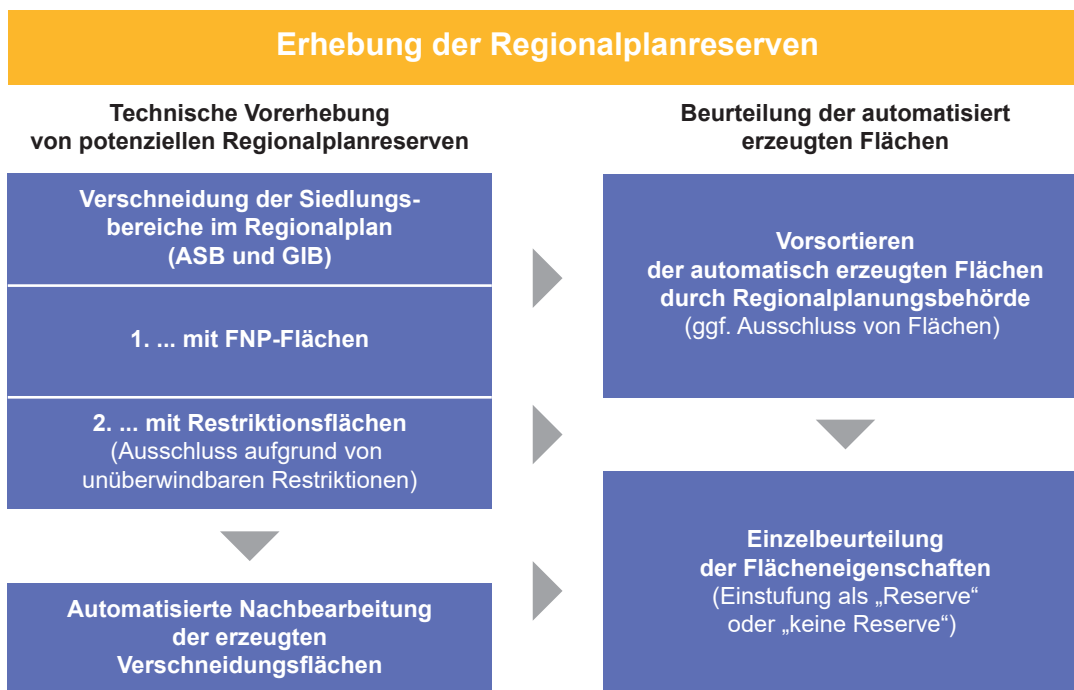 Erhebung der Regionalplanreserven
Technische Vorerhebung
von potenziellen Regionalplanreserven
Verschneidung der Siedlungs-
bereiche im Regionalplan
(ASB und GIB)
1. ... mit FNP-Flächen
2. ... mit Restriktionsflächen
(Ausschluss aufgrund von
unüberwindbaren Restriktionen)
Automatisierte Nachbearbeitung
der erzeugten
Verschneidungsflächen
Beurteilung der automatisiert
erzeugten Flächen
Vorsortieren
der automatisch erzeugten Flächen
durch Regionalplanungsbehörde
(ggf. Ausschluss von Flächen)
Einzelbeurteilung
der Flächeneigenschaften
(Einstufung als „Reserve“
oder „keine Reserve“)